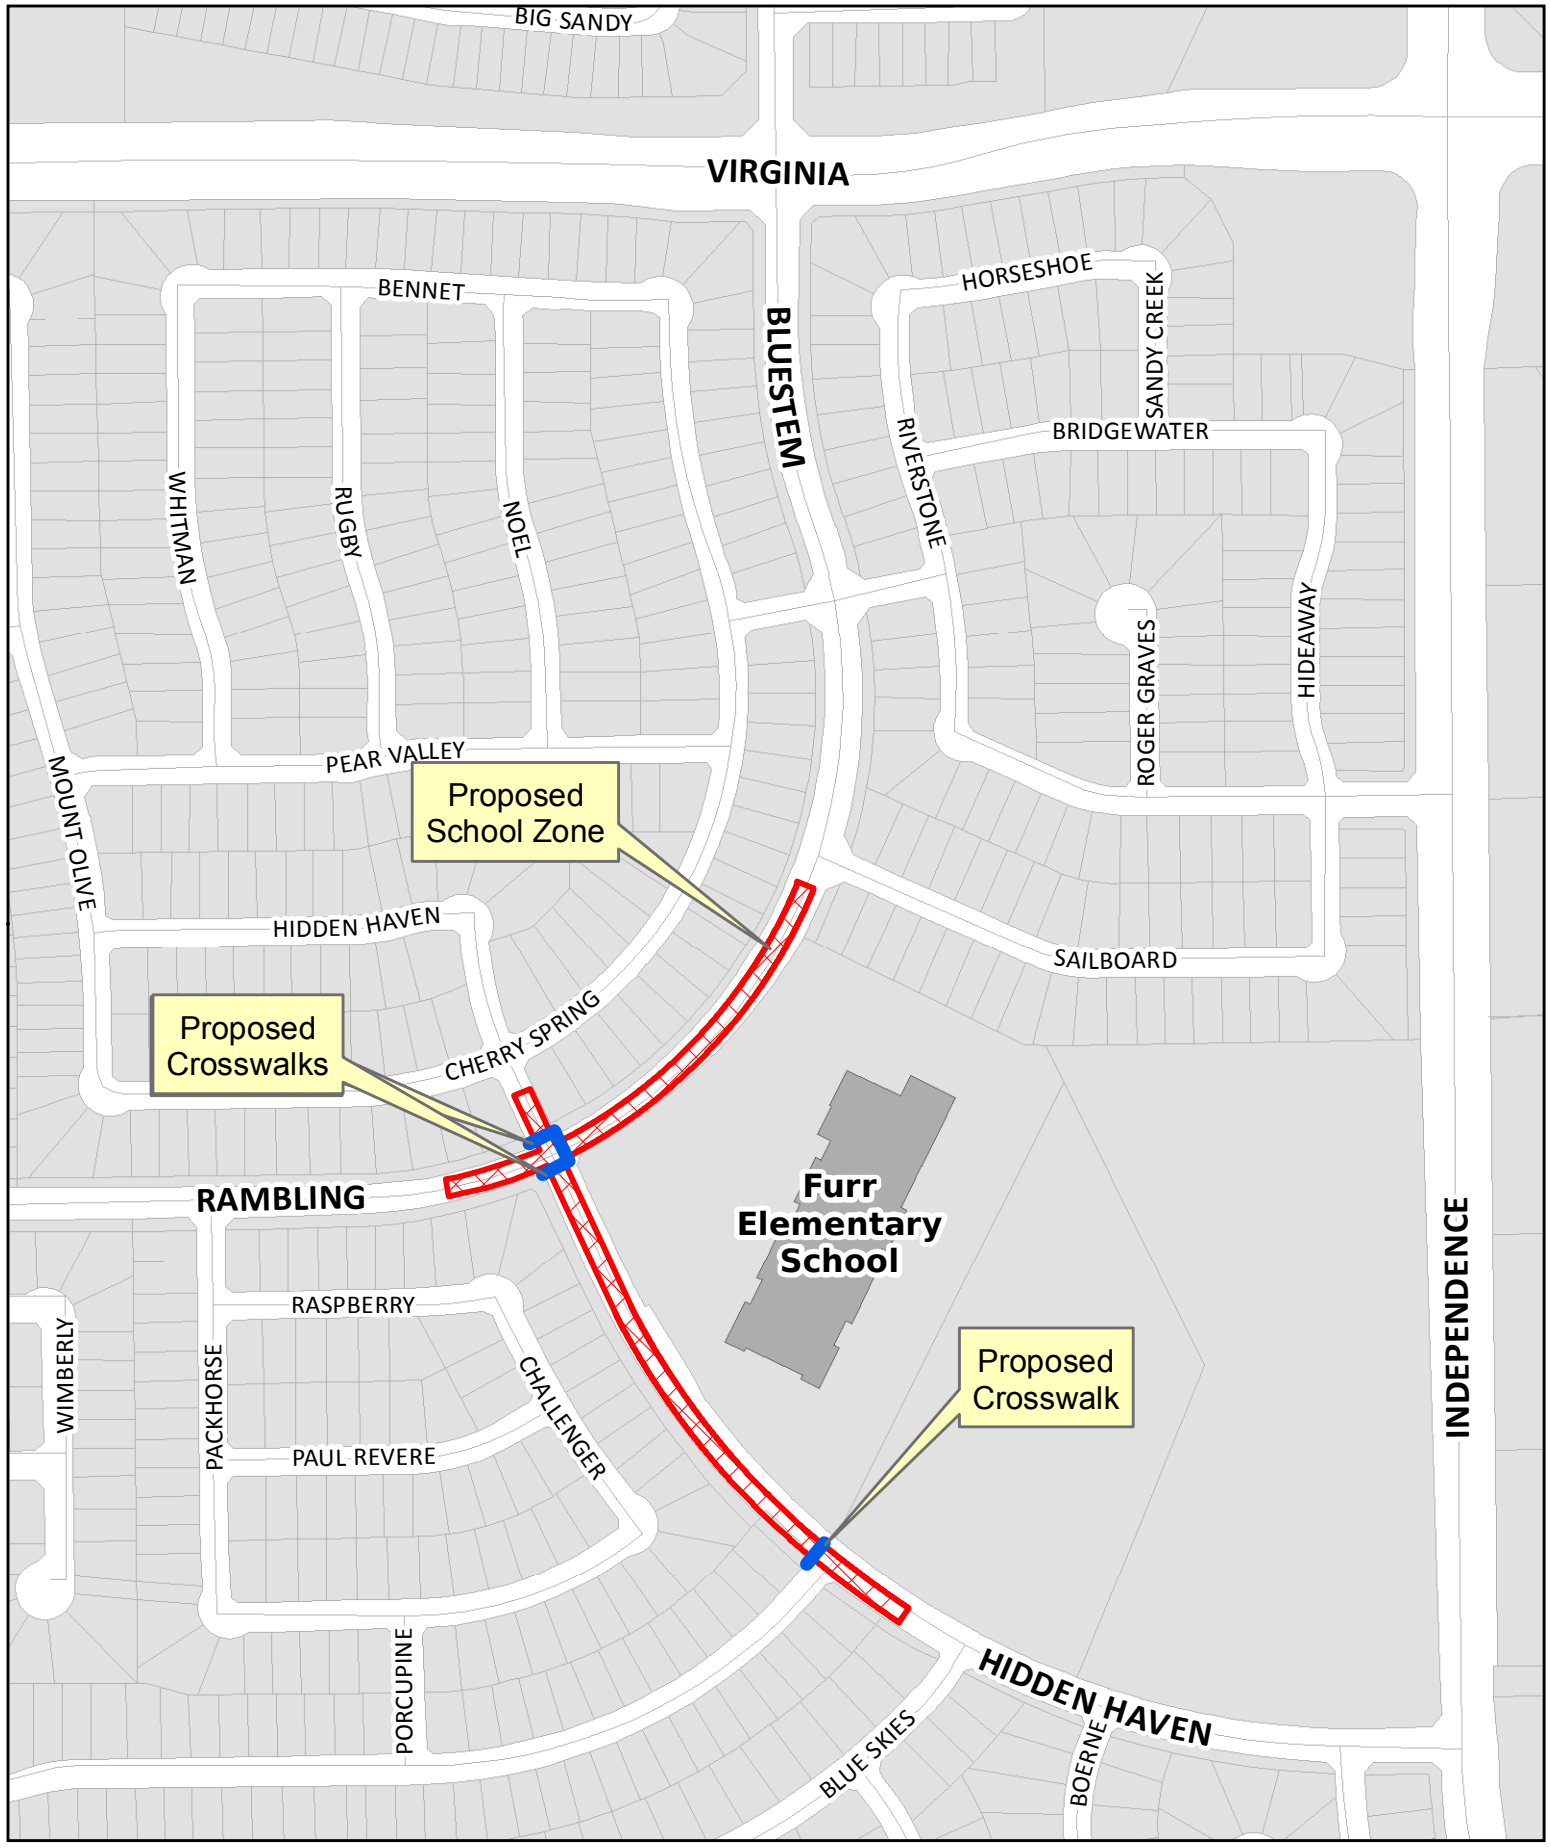 BIG SANDY
VIRGINIA
BENNET
HORSESHOE
SANDY CREEK
BLUESTEM
BRIDGEWATER
RIVERSTONE
WHITMAN
RUGBY
NOEL
HIDEAWAY
ROGER GRAVES
PEAR VALLEY
MOUNT OLIVE
Proposed
School Zone
HIDDEN HAVEN
SAILBOARD
CHERRY SPRING
Proposed
Crosswalks
RAMBLING
Furr
Elementary
School
INDEPENDENCE
RASPBERRY
WIMBERLY
PACKHORSE
CHALLENGER
Proposed
Crosswalk
PAUL REVERE
PORCUPINE
HIDDEN HAVEN
BLUE SKIES
BOERNE